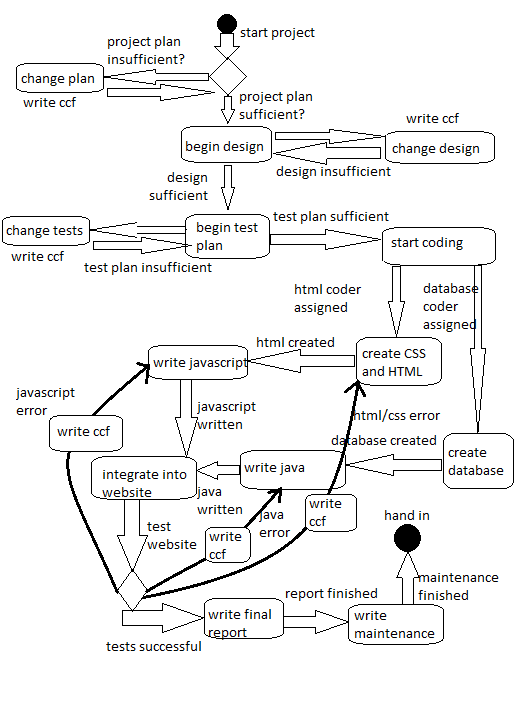 start project
project plan
insufficient?
change plan
write ccf
project plan
sufficient?
write ccf
begin design
change design
design insufficient
design
sufficient
change tests
write ccf
begin test
plan
test plan sufficient
test plan insufficient
start coding
html coder
assigned
database
coder
assigned
html created
write javascript
create CSS
and HTML
javascript
error
write ccf
javascript
written
html/css error
database created
create
database
integrate into
website
write java
java
written
write
ccf
java
error
write
ccf
test
website
hand in
maintenance
finished
report finished
write final
report
write
maintenance
tests successful